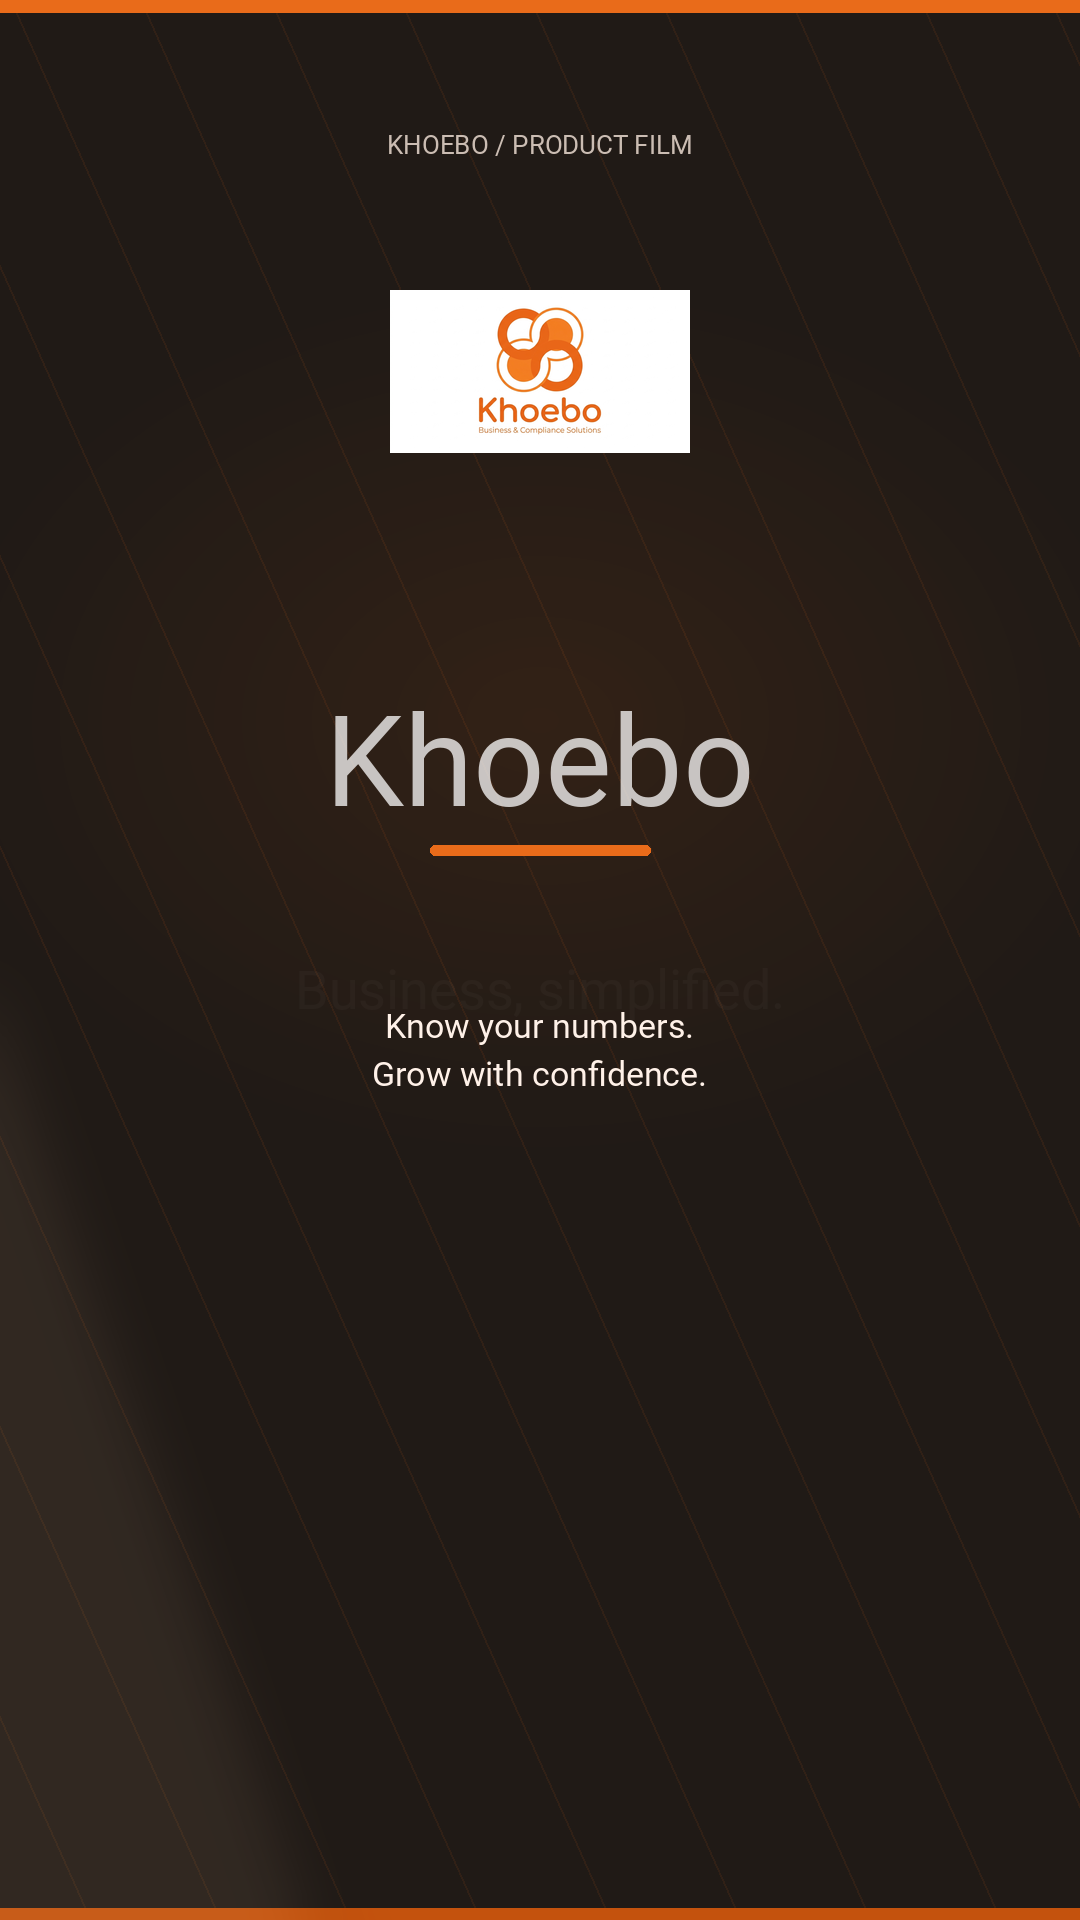 KHOEBO / PRODUCT FILM
Khoebo
Business & Compliance Solutions
Khoebo
Business, simplified.
Know your numbers.
Grow with confidence.